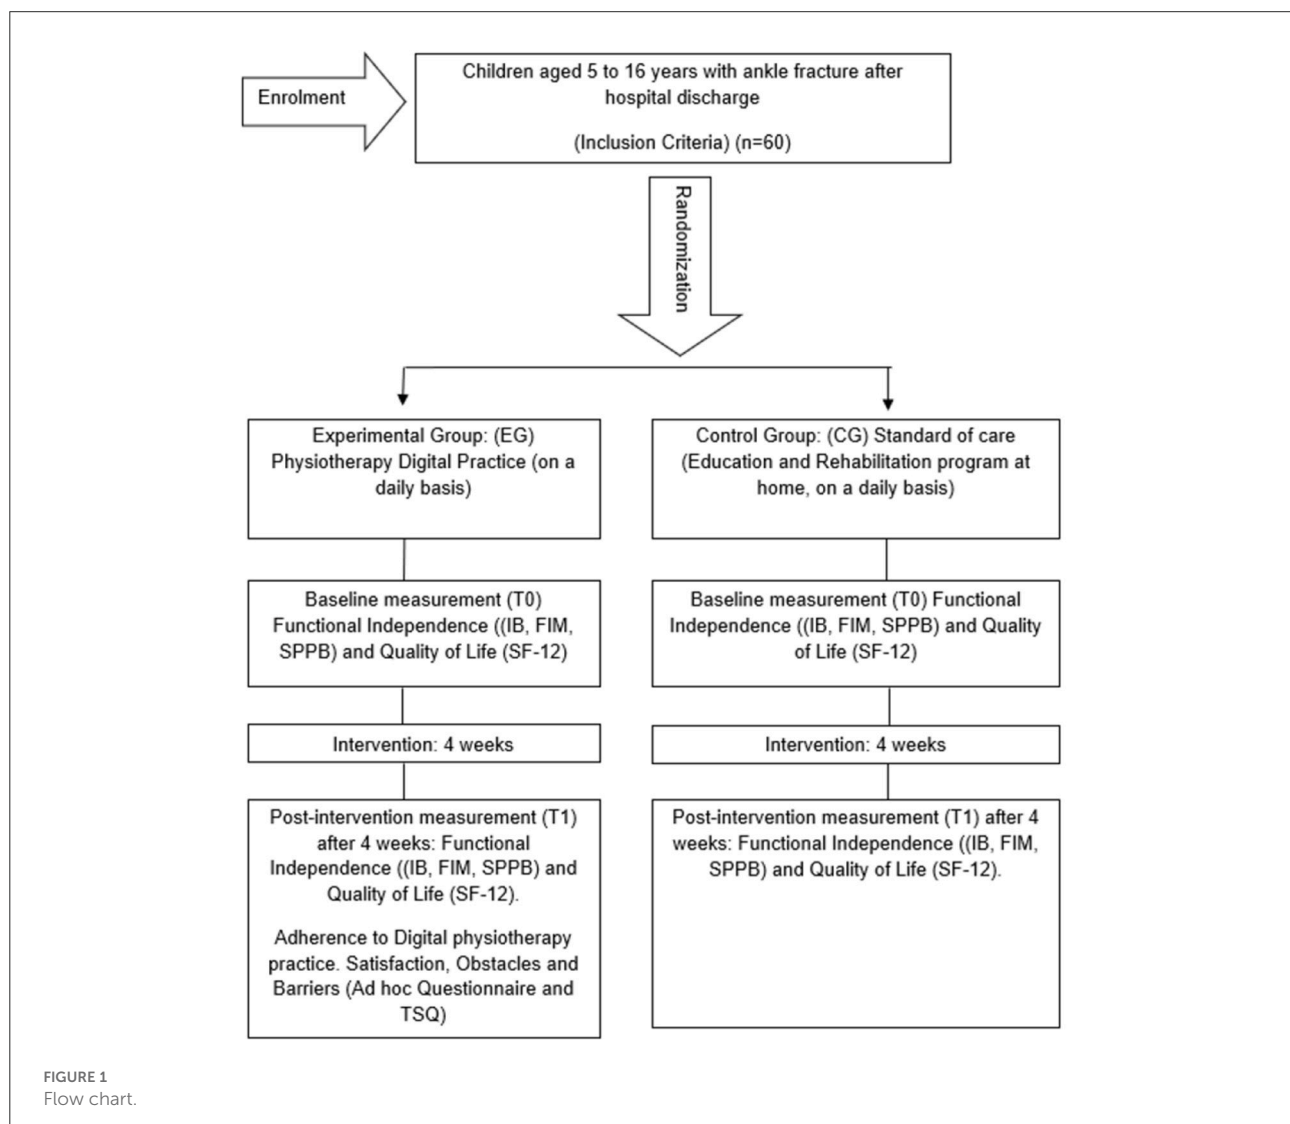 Enrolment
Children aged 5 to 16 years with ankle fracture after
hospital discharge
(Inclusion Criteria) (n=60)
Randomization
Experimental Group: (EG)
Physiotherapy Digital Practice (on a
daily basis)
Control Group: (CG) Standard of care
(Education and Rehabilitation program at
home, on a daily basis)
Baseline measurement (T0)
Functional Independence ((IB, FIM,
SPPB) and Quality of Life (SF-12)
Baseline measurement (T0) Functional
Independence ((IB, FIM, SPPB) and Quality
of Life (SF-12)
Intervention: 4 weeks
Intervention: 4 weeks
Post-intervention measurement (T1)
after 4 weeks: Functional
Independence ((IB, FIM, SPPB) and
Quality of Life (SF-12).
Adherence to Digital physiotherapy
practice. Satisfaction, Obstacles and
Barriers (Ad hoc Questionnaire and
TSQ)
Post-intervention measurement (T1) after 4
weeks: Functional Independence ((IB, FIM,
SPPB) and Quality of Life (SF-12).
FIGURE 1
Flow chart.